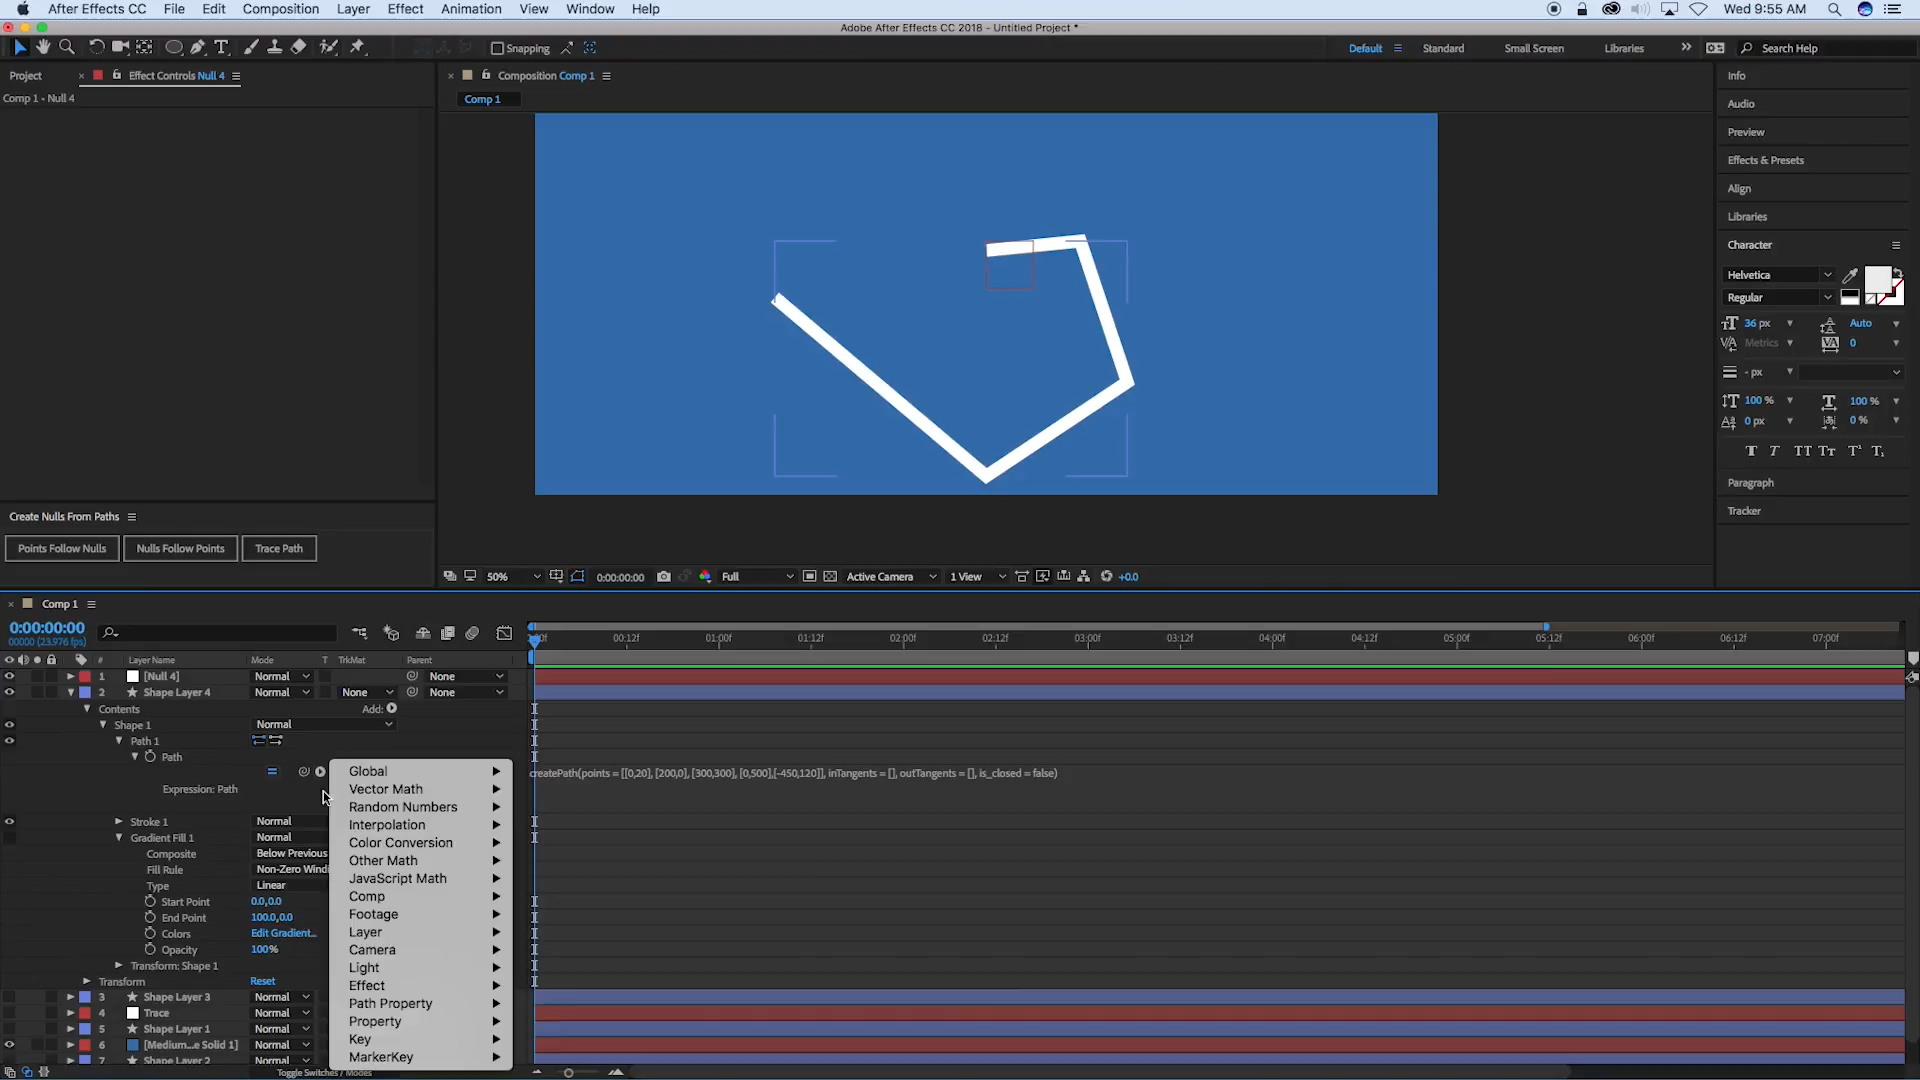 After Effects CC File Edit Composition Layer Effect Animation View Window Help Wed 9:55 AM
Adobe After Effects CC 2018 - Untitled Project *
Snapping Default Standard Small Screen Libraries Search Help
Project Effect Controls Null 4 Composition Comp 1
Comp 1 • Null 4
Comp 1
Info
Audio
Preview
Effects & Presets
Align
Libraries
Character
Helvetica
Regular
36 px Auto
Metrics 0
- px
100 % 100 %
0 px 0 %
Paragraph
Tracker
Create Nulls From Paths
Points Follow Nulls Nulls Follow Points Trace Path
50% 0:00:00:00 Full Active Camera 1 View +0.0
Comp 1
0:00:00:00
00000 (23.976 fps)
00:12f 01:00f 01:12f 02:00f 02:12f 03:00f 03:12f 04:00f 04:12f 05:00f 05:12f 06:00f 06:12f 07:00f
# Layer Name Mode T TrkMat Parent
1 [Null 4] Normal None
2 Shape Layer 4 Normal None None
Contents Add:
Shape 1 Normal
Path 1
Path
Expression: Path
createPath(points = [[0,20], [200,0], [300,300], [0,500],[-450,120]], inTangents = [], outTangents = [], is_closed = false)
Stroke 1 Normal
Gradient Fill 1 Normal
Composite Below Previous
Fill Rule Non-Zero Windi
Type Linear
Start Point 0.0,0.0
End Point 100.0,0.0
Colors Edit Gradient...
Opacity 100%
Transform: Shape 1
Transform Reset
3 Shape Layer 3 Normal
4 Trace Normal
5 Shape Layer 1 Normal
6 [Medium...e Solid 1] Normal
7 Shape Layer 2 Normal
Toggle Switches / Modes
Global
Vector Math
Random Numbers
Interpolation
Color Conversion
Other Math
JavaScript Math
Comp
Footage
Layer
Camera
Light
Effect
Path Property
Property
Key
MarkerKey